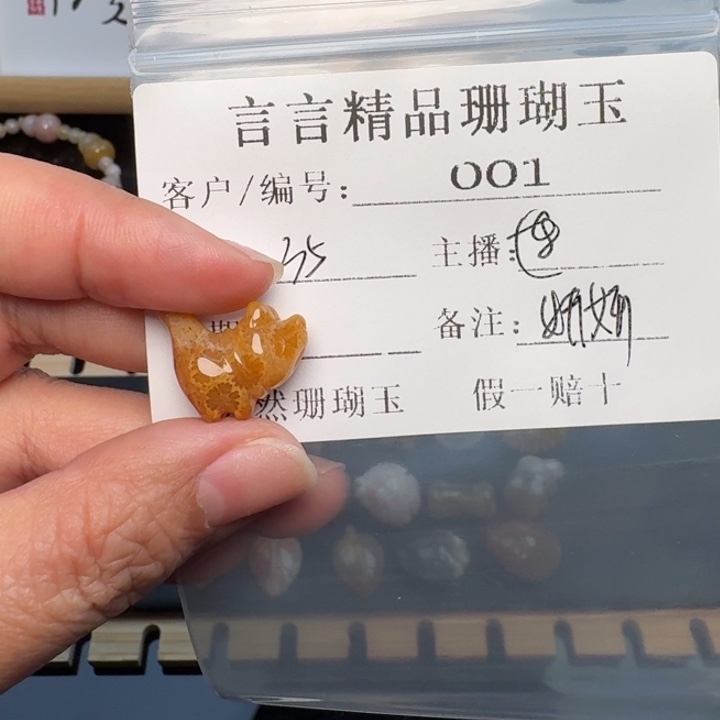 言言精品珊瑚玉
客户/编号: 001
35 主播:
期 备注:
然珊瑚玉 假一赔十